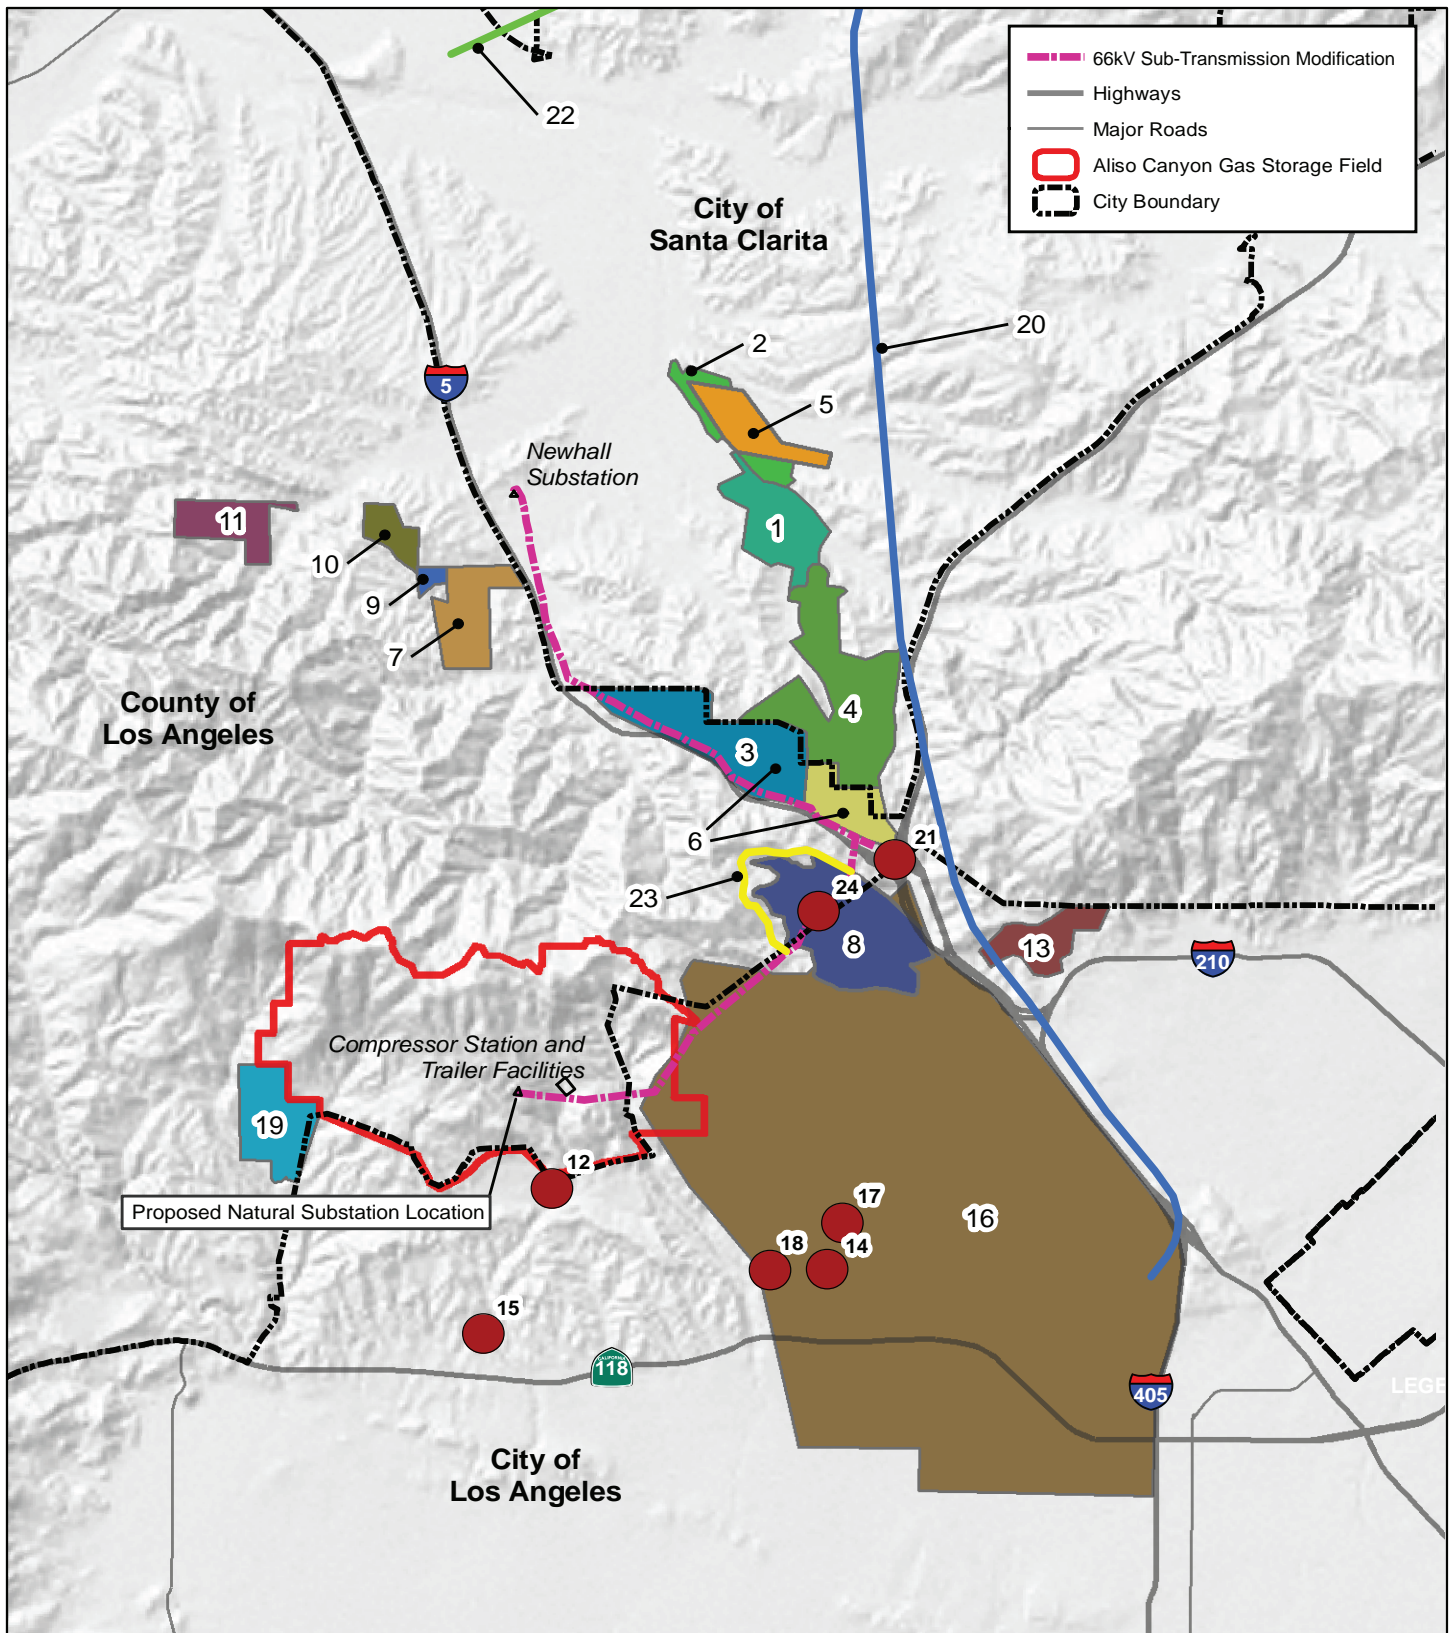 66kV Sub-Transmission Modification
Highways
Major Roads
Aliso Canyon Gas Storage Field
City Boundary
22
City of
Santa Clarita
20
2
5
5
Newhall
Substation
11
1
10
9
7
County of
Los Angeles
4
3
6
21
23
24
8
13
210
Compressor Station and
Trailer Facilities
19
12
Proposed Natural Substation Location
17
16
18
14
15
CALIFORNIA
118
405
LEGE
City of
Los Angeles